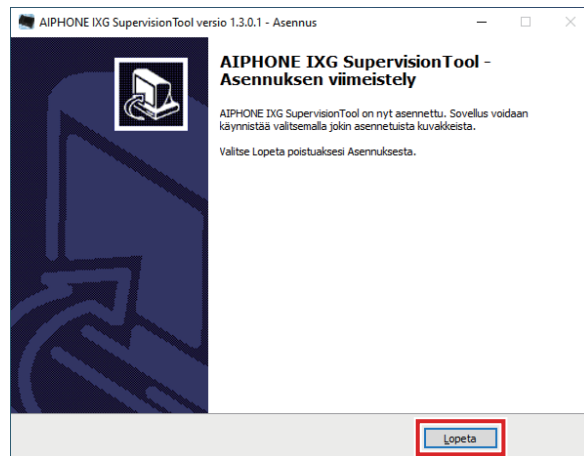 AIPHONE IXG SupervisionTool versio 1.3.0.1 - Asennus
AIPHONE IXG SupervisionTool -
Asennuksen viimeistely
AIPHONE IXG SupervisionTool on nyt asennettu. Sovellus voidaan
käynnistää valitsemalla jokin asennetuista kuvakkeista.
Valitse Lopeta poistuaksesi Asennuksesta.
Lopeta